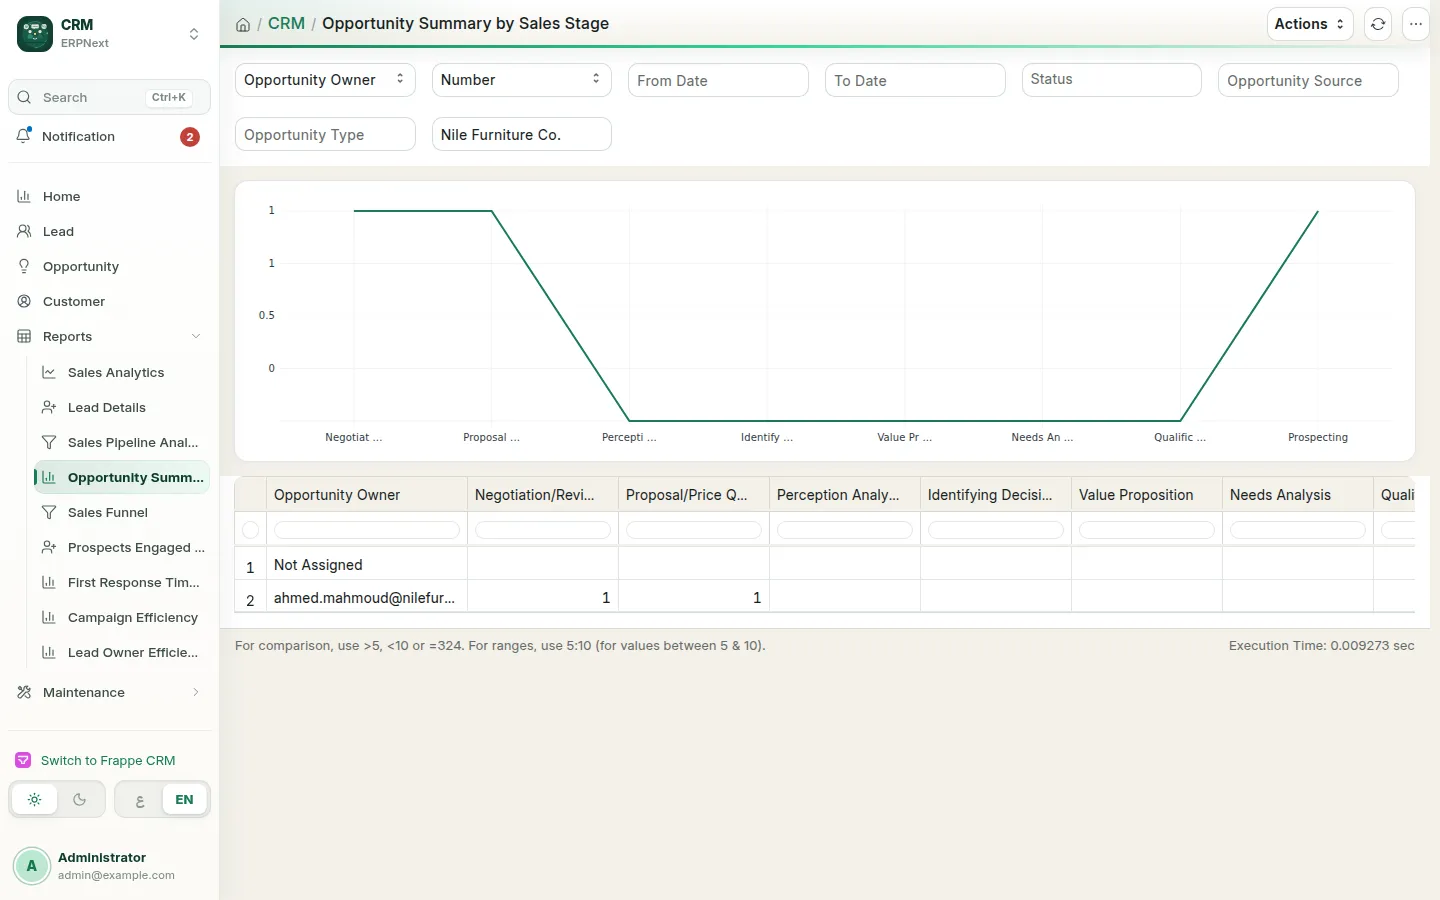 CRM
ERPNext
Search
Ctrl+K
Notification
2
Home
Lead
Opportunity
Customer
Reports
Sales Analytics
Lead Details
Sales Pipeline Anal...
Opportunity Summ...
Sales Funnel
Prospects Engaged ...
First Response Tim...
Campaign Efficiency
Lead Owner Efficie...
Maintenance
Switch to Frappe CRM
ع
EN
A
Administrator
admin@example.com
/ CRM / Opportunity Summary by Sales Stage
Actions
Opportunity Owner
Number
From Date
To Date
Status
Opportunity Source
Opportunity Type
Nile Furniture Co.
1
1
0.5
0
Negotiat ...
Proposal ...
Percepti ...
Identify ...
Value Pr ...
Needs An ...
Qualific ...
Prospecting
Opportunity Owner
Negotiation/Revi...
Proposal/Price Q...
Perception Analy...
Identifying Decisi...
Value Proposition
Needs Analysis
Quali
1 Not Assigned
2 ahmed.mahmoud@nilefur... 1 1
For comparison, use >5, <10 or =324. For ranges, use 5:10 (for values between 5 & 10).
Execution Time: 0.009273 sec